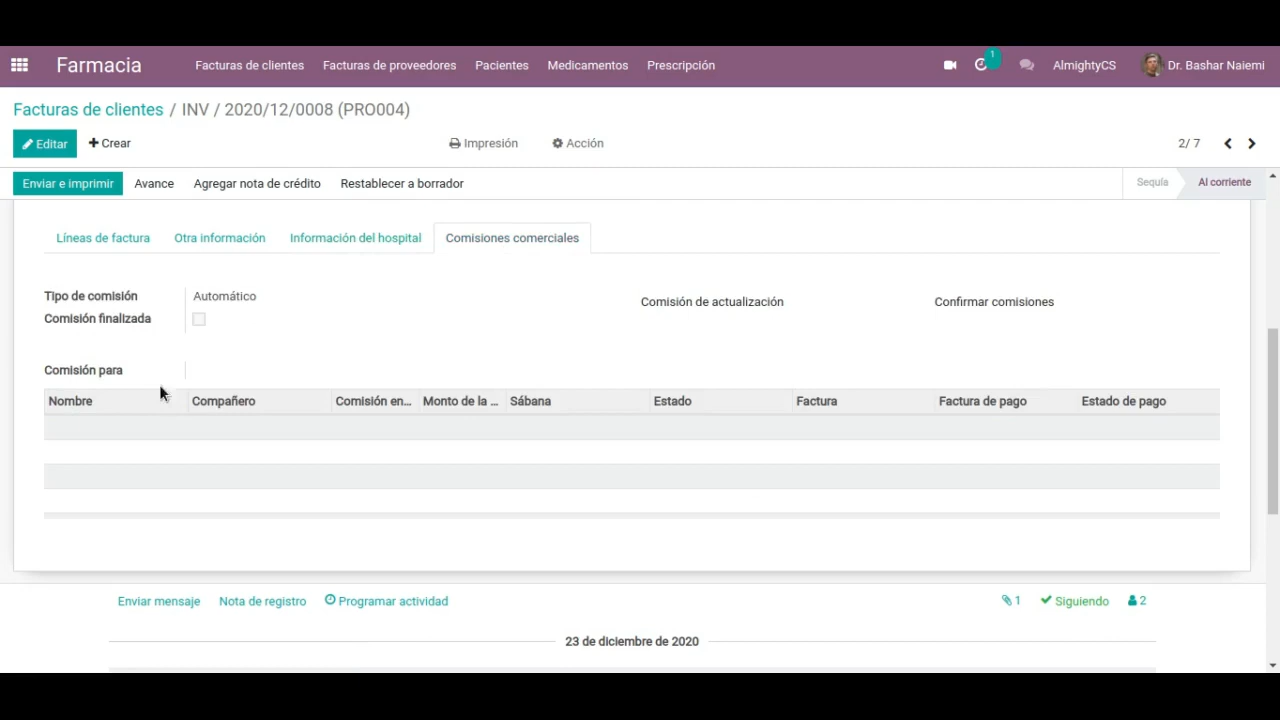 Farmacia Facturas de clientes Facturas de proveedores Pacientes Medicamentos Prescripción 1 AlmightyCS Dr. Bashar Naiemi
Facturas de clientes / INV / 2020/12/0008 (PRO004)
Editar Crear Impresión Acción 2/ 7
Enviar e imprimir Avance Agregar nota de crédito Restablecer a borrador Sequía Al corriente
Líneas de factura Otra información Información del hospital Comisiones comerciales
Tipo de comisión Automático Comisión de actualización Confirmar comisiones
Comisión finalizada
Comisión para
Nombre Compañero Comisión en... Monto de la ... Sábana Estado Factura Factura de pago Estado de pago
Enviar mensaje Nota de registro Programar actividad 1 Siguiendo 2
23 de diciembre de 2020